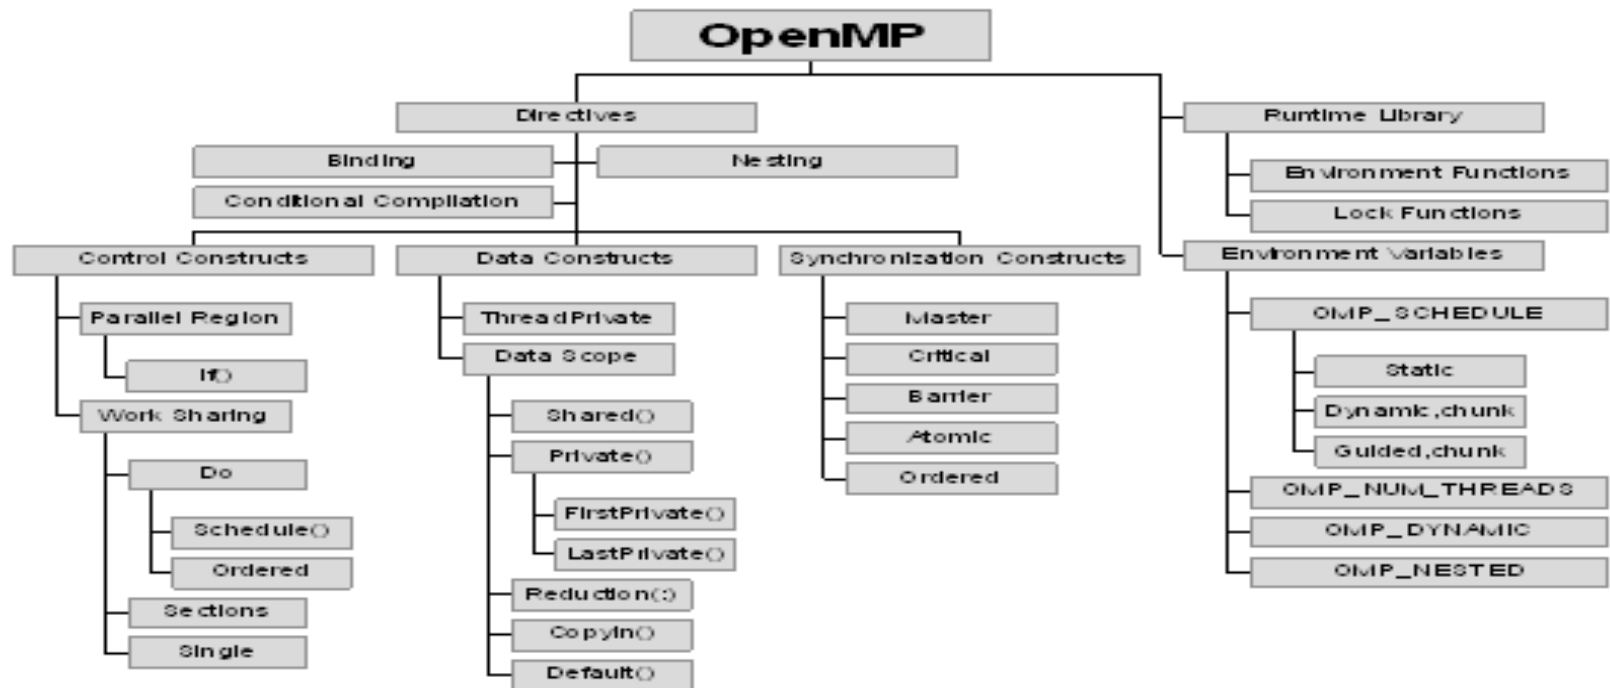 OpenMP
Directives
Binding
Nesting
Conditional Compilation
Control Constructs
Parallel Region
If()
Work Sharing
Do
Schedule()
Ordered
Sections
Single
Data Constructs
ThreadPrivate
Data Scope
Shared()
Private()
FirstPrivate()
LastPrivate()
Reduction(:)
CopyIn()
Default()
Synchronization Constructs
Master
Critical
Barrier
Atomic
Ordered
Runtime Library
Environment Functions
Lock Functions
Environment Variables
OMP_SCHEDULE
Static
Dynamic,chunk
Guided,chunk
OMP_NUM_THREADS
OMP_DYNAMIC
OMP_NESTED